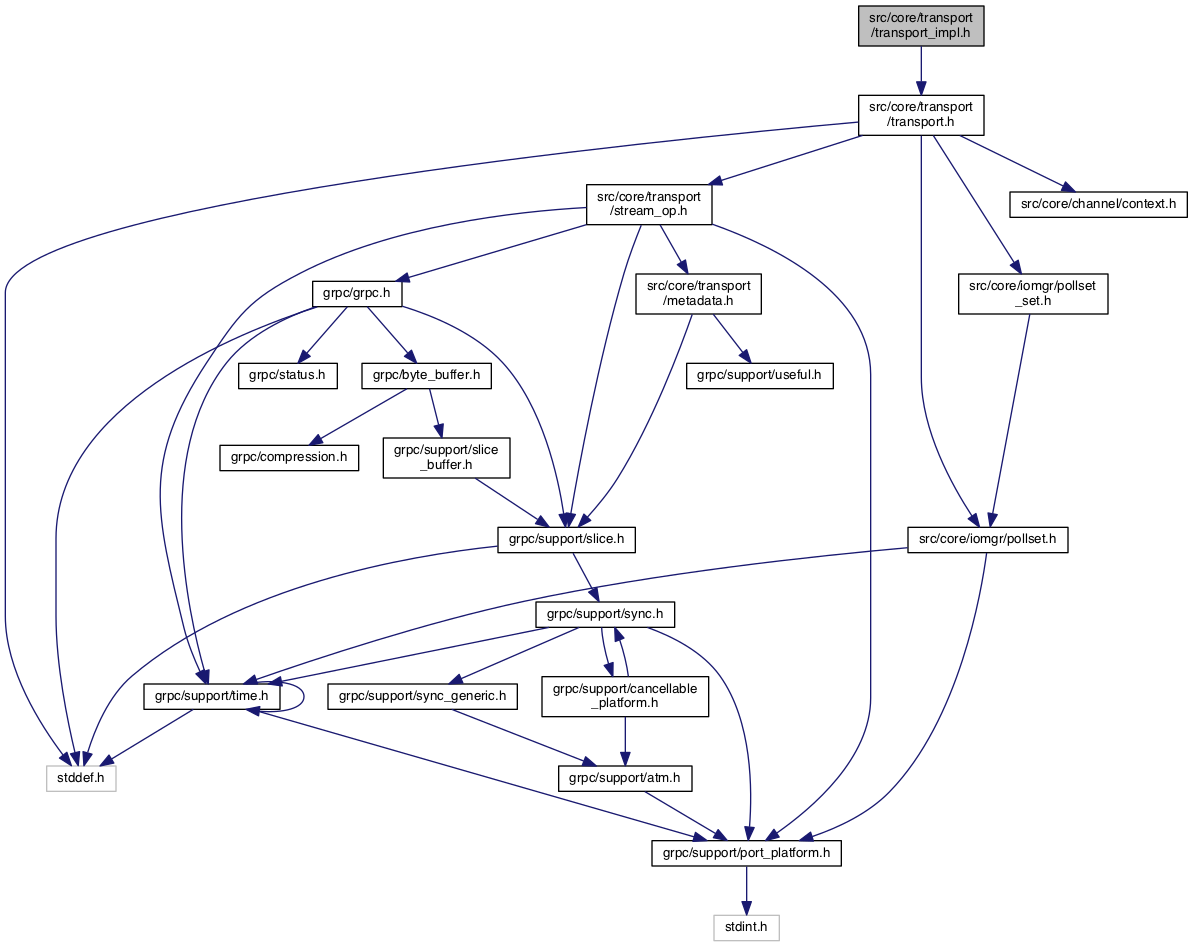 src/core/transport
/transport_impl.h
src/core/transport
/transport.h
src/core/transport
/stream_op.h
src/core/channel/context.h
grpc/grpc.h
src/core/transport
/metadata.h
src/core/iomgr/pollset
_set.h
grpc/status.h
grpc/byte_buffer.h
grpc/support/useful.h
grpc/compression.h
grpc/support/slice
_buffer.h
grpc/support/slice.h
src/core/iomgr/pollset.h
grpc/support/sync.h
grpc/support/time.h
grpc/support/sync_generic.h
grpc/support/cancellable
_platform.h
stddef.h
grpc/support/atm.h
grpc/support/port_platform.h
stdint.h